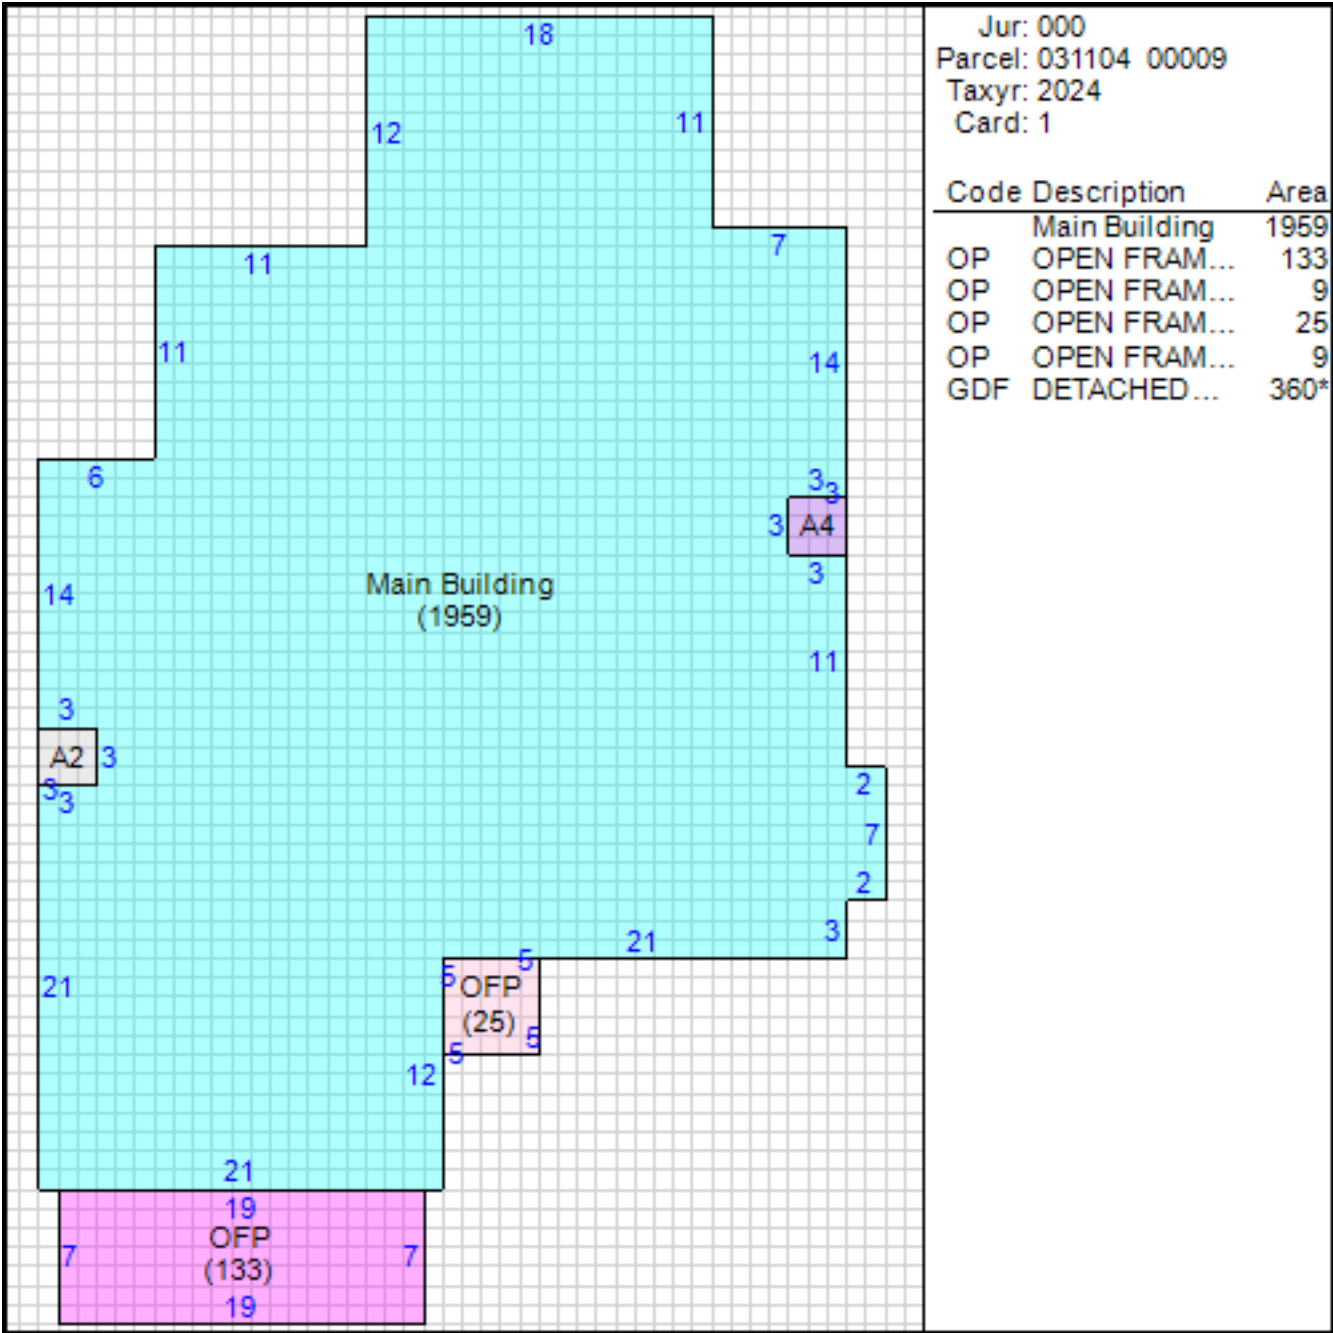 Jur: 000
Parcel: 031104 00009
Taxyr: 2024
Card: 1
Code Description Area
Main Building 1959
OP OPEN FRAM... 133
OP OPEN FRAM... 9
OP OPEN FRAM... 25
OP OPEN FRAM... 9
GDF DETACHED... 360*
18
12
11
7
11
11
14
6
3
3
3
A4
3
14
Main Building
(1959)
11
3
A2
3
3
3
2
7
2
3
21
5
5
OFP
(25)
5
5
21
12
21
19
OFP
(133)
7
7
19